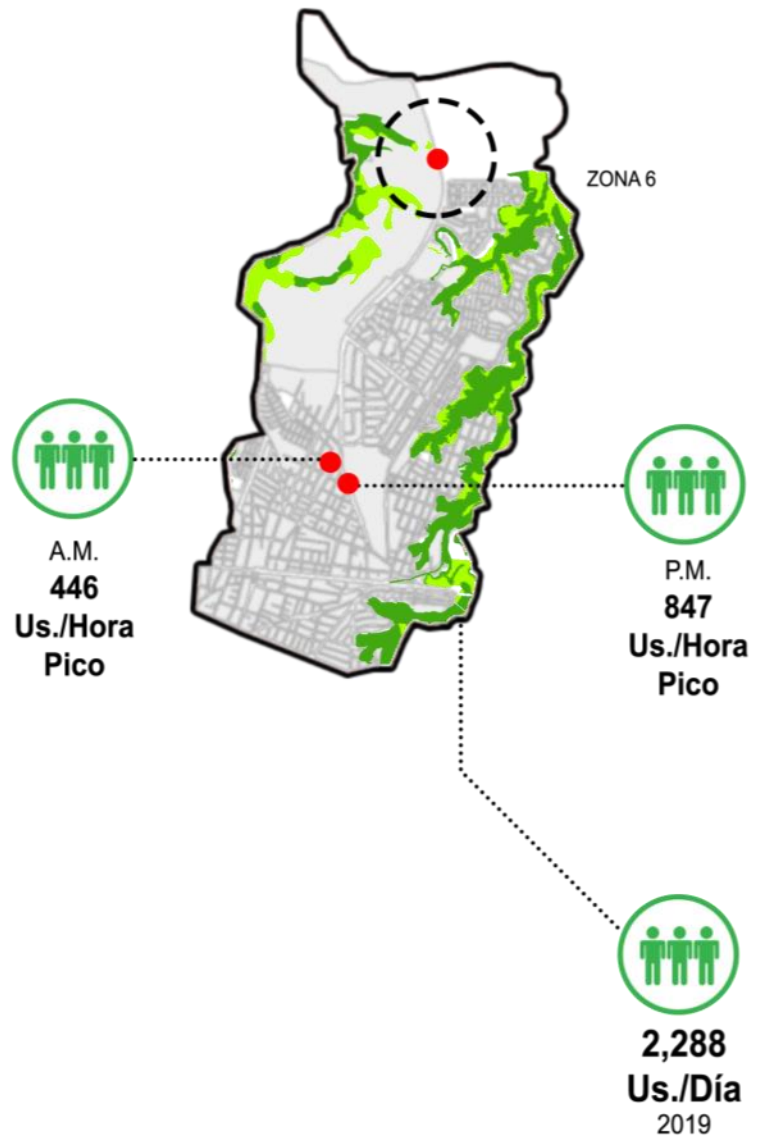 ZONA 6
A.M.
446
Us./Hora
Pico
P.M.
847
Us./Hora
Pico
2,288
Us./Día
2019